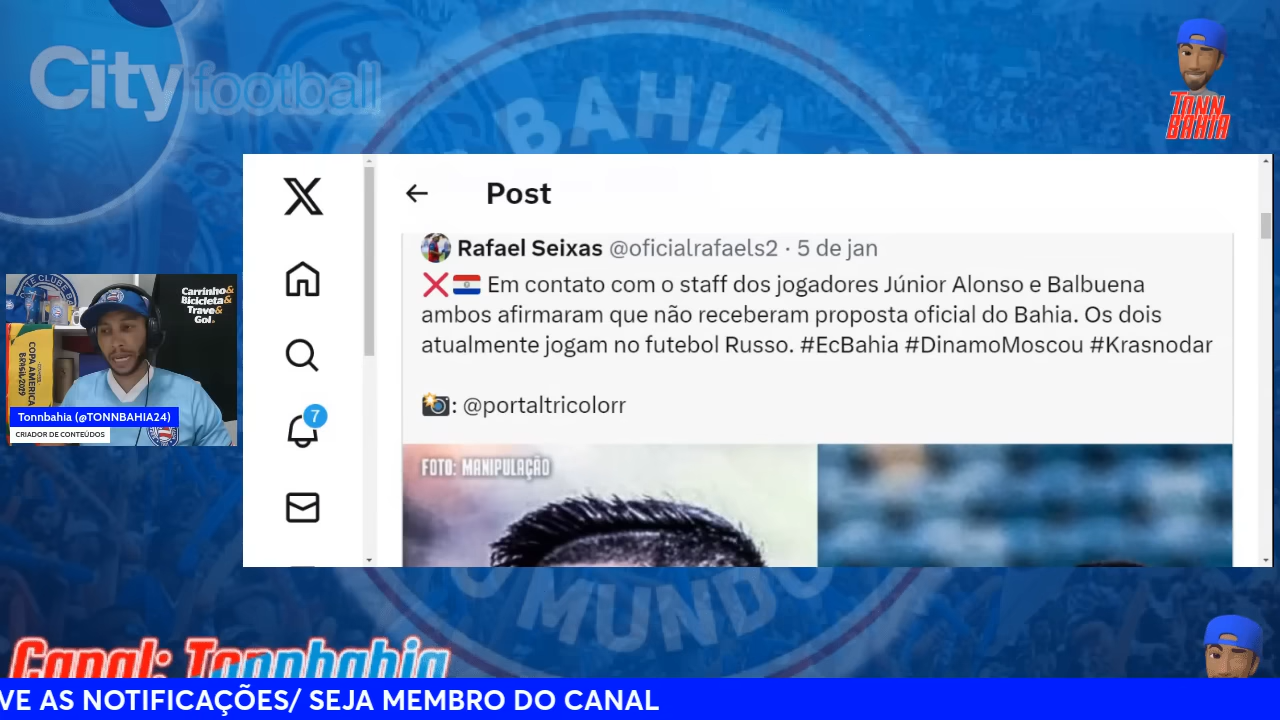 City football
BAHIA
TONN
BAHIA
Post
Rafael Seixas @oficialrafaels2 · 5 de jan
Em contato com o staff dos jogadores Júnior Alonso e Balbuena
ambos afirmaram que não receberam proposta oficial do Bahia. Os dois
atualmente jogam no futebol Russo. #EcBahia #DinamoMoscou #Krasnodar
: @portaltricolorr
FOTO: MANIPULAÇÃO
7
Carrinho&
Bicicleta&
Trave&
Gol.
COPA AMERICA
BRASIL 2019
Tonnbahia (@TONNBAHIA24)
CRIADOR DE CONTEÚDOS
MUNDO
Canal: Tonnbahia
VE AS NOTIFICAÇÕES/ SEJA MEMBRO DO CANAL